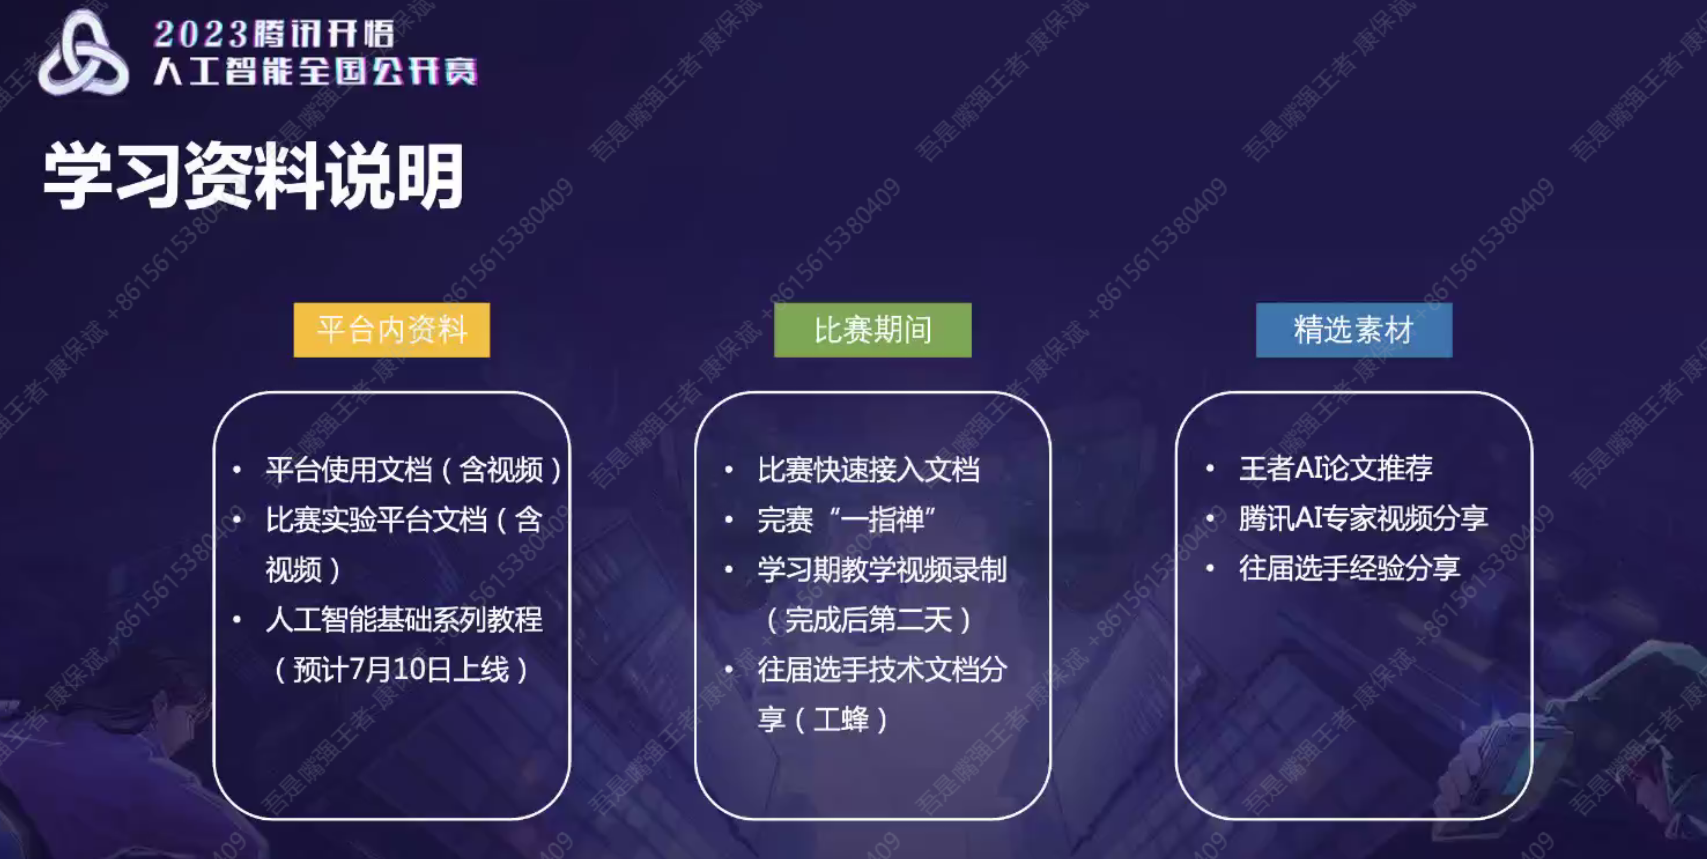 2023腾讯开悟
人工智能全国公开赛
学习资料说明
平台内资料
• 平台使用文档（含视频）
• 比赛实验平台文档（含
视频）
• 人工智能基础系列教程
（预计7月10日上线）
比赛期间
• 比赛快速接入文档
• 完赛“一指禅”
• 学习期教学视频录制
（完成后第二天）
• 往届选手技术文档分
享（工蜂）
精选素材
• 王者AI论文推荐
• 腾讯AI专家视频分享
• 往届选手经验分享
吾是嘴强王者-康保斌 +8615615380409